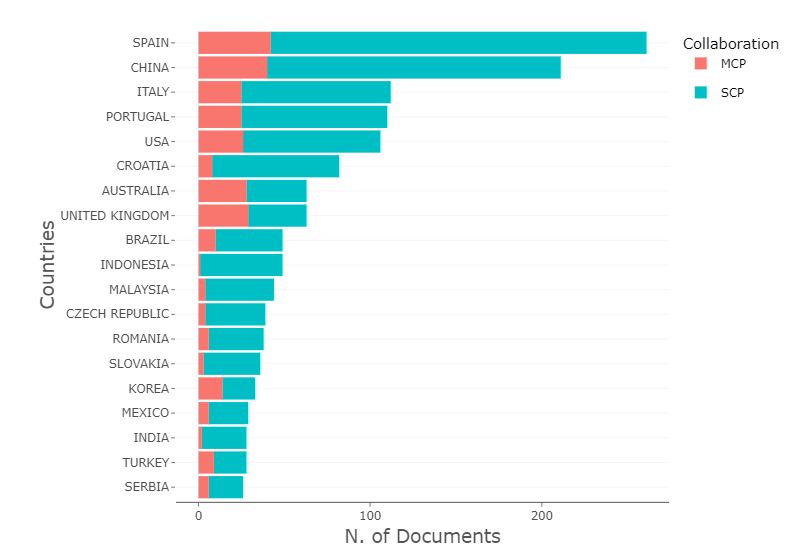 Collaboration
MCP
SCP
Countries
SPAIN
CHINA
ITALY
PORTUGAL
USA
CROATIA
AUSTRALIA
UNITED KINGDOM
BRAZIL
INDONESIA
MALAYSIA
CZECH REPUBLIC
ROMANIA
SLOVAKIA
KOREA
MEXICO
INDIA
TURKEY
SERBIA
0 100 200
N. of Documents